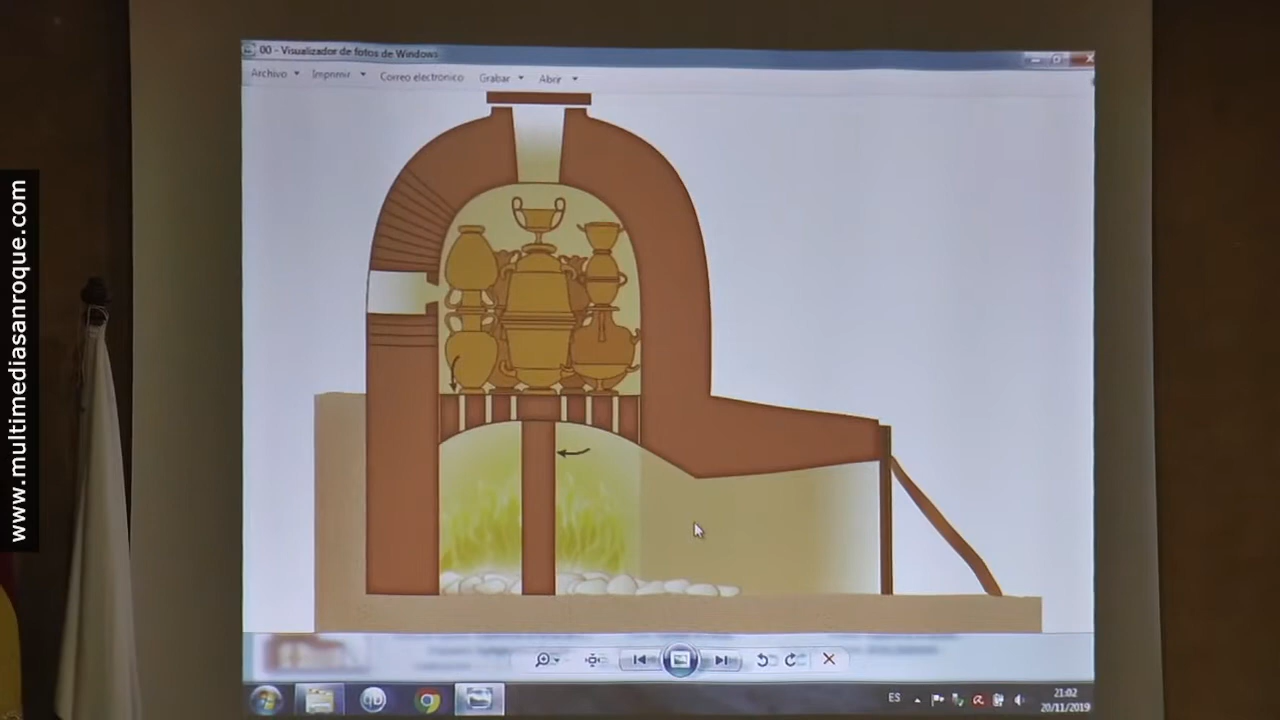 00 - Visualizador de fotos de Windows
Archivo Imprimir Correo electrónico Grabar Abrir
www.multimediasanroque.com
ES
21:02
20/11/2019